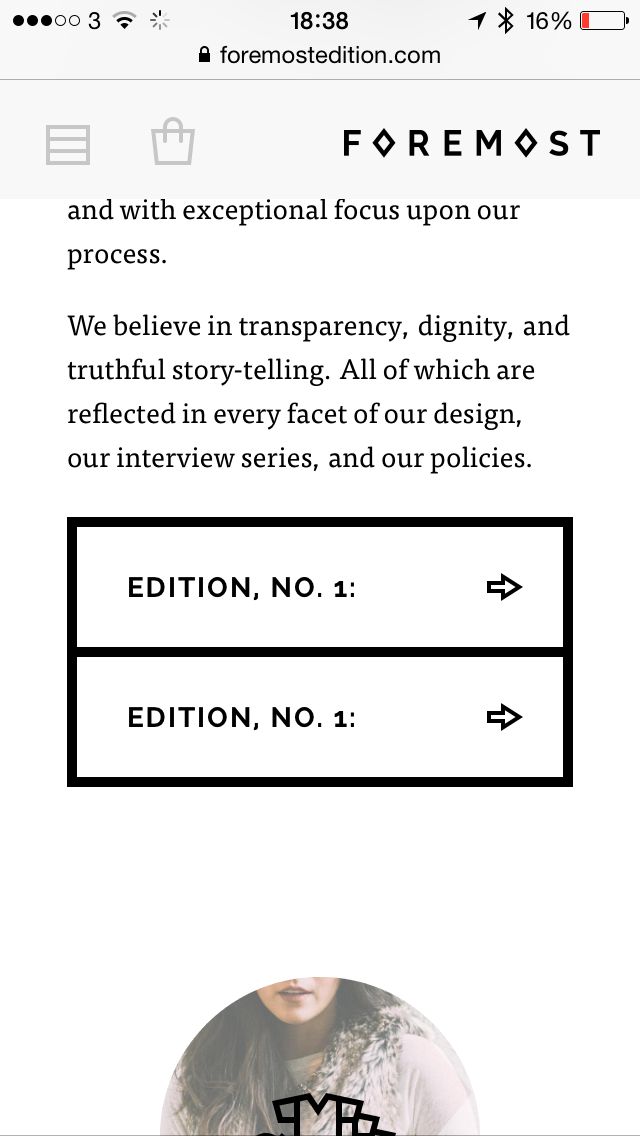 3 18:38 16%
foremostedition.com
FOREMOST
and with exceptional focus upon our
process.
We believe in transparency, dignity, and
truthful story-telling. All of which are
reflected in every facet of our design,
our interview series, and our policies.
EDITION, NO. 1:
EDITION, NO. 1: